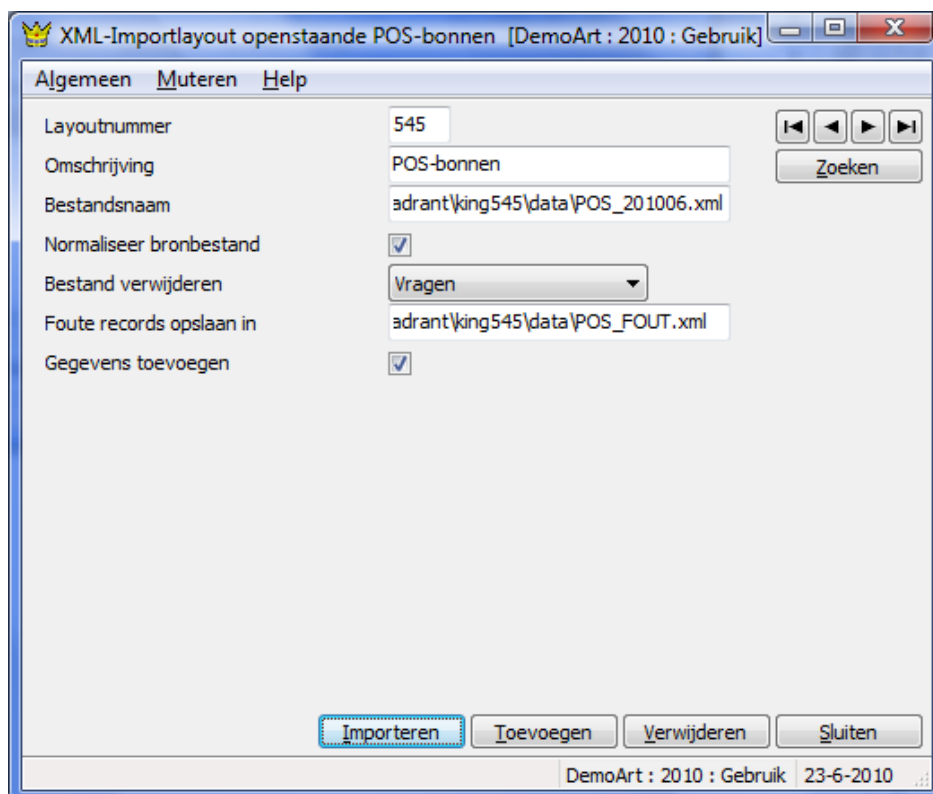 XML-Importlayout openstaande POS-bonnen [DemoArt : 2010 : Gebruik]
Algemeen Muteren Help
Layoutnummer 545
Omschrijving POS-bonnen Zoeken
Bestandsnaam adrant\king545\data\POS_201006.xml
Normaliseer bronbestand
Bestand verwijderen Vragen
Foute records opslaan in adrant\king545\data\POS_FOUT.xml
Gegevens toevoegen
Importeren Toevoegen Verwijderen Sluiten
DemoArt : 2010 : Gebruik 23-6-2010